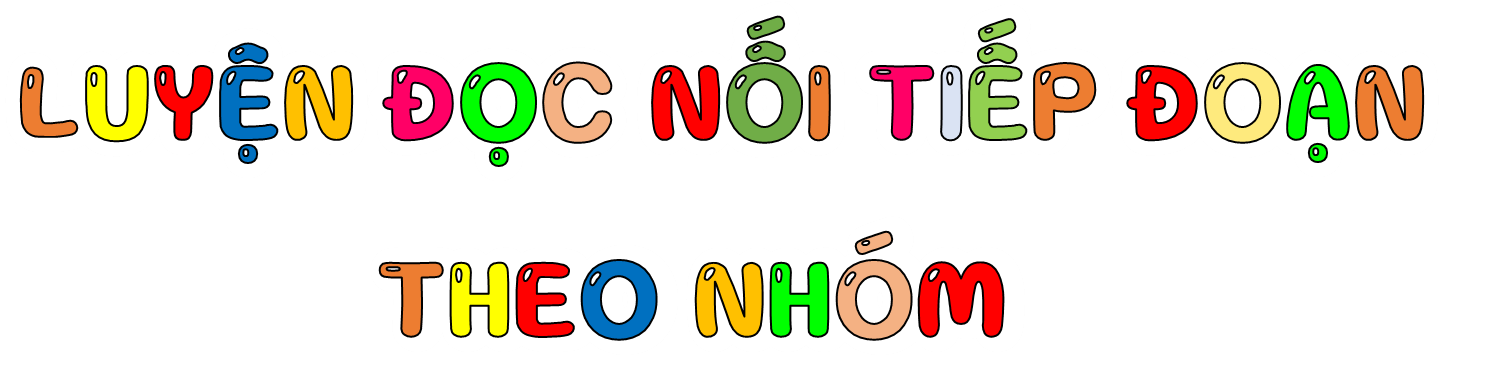 LUYỆN ĐỌC NỐI TIẾP ĐOẠN
THEO NHÓM